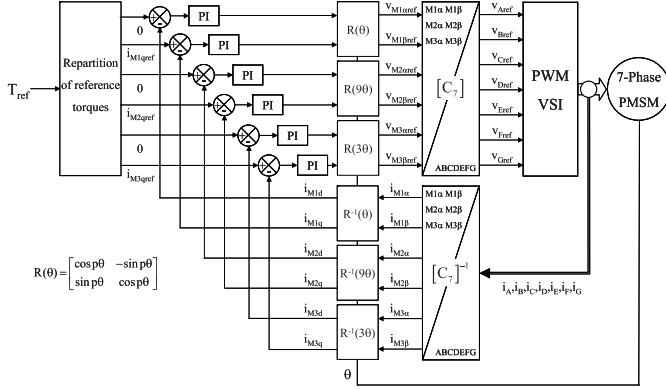 T_ref
Repartition
of reference
torques
0
i_M1qref
0
i_M2qref
0
i_M3qref
PI
PI
PI
PI
PI
PI
R(θ)
R(9θ)
R(3θ)
v_M1αref
v_M1βref
v_M2αref
v_M2βref
v_M3αref
v_M3βref
M1α M1β
M2α M2β
M3α M3β
[C₇]
ABCDEFG
v_Aref
v_Bref
v_Cref
v_Dref
v_Eref
v_Fref
v_Gref
PWM
VSI
7-Phase
PMSM
i_M1d
i_M1q
i_M2d
i_M2q
i_M3d
i_M3q
R⁻¹(θ)
R⁻¹(9θ)
R⁻¹(3θ)
i_M1α
i_M1β
i_M2α
i_M2β
i_M3α
i_M3β
M1α M1β
M2α M2β
M3α M3β
[C₇]⁻¹
ABCDEFG
i_A,i_B,i_C,i_D,i_E,i_F,i_G
R(θ)=[cos pθ −sin pθ
sin pθ cos pθ]
θ